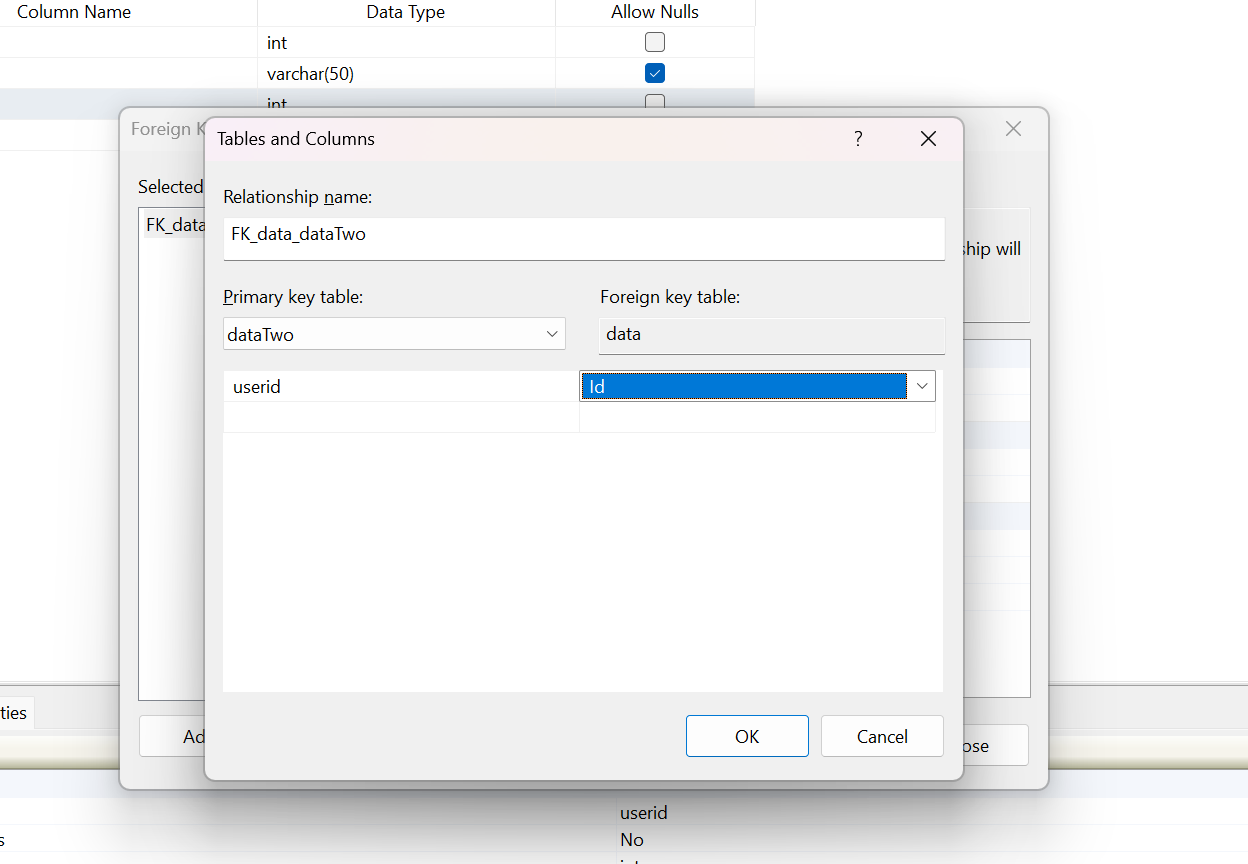 Column Name Data Type Allow Nulls
int
varchar(50)
int
Foreign K
Tables and Columns ?
Selected
Relationship name:
FK_data
FK_data_dataTwo
ship will
Primary key table: Foreign key table:
dataTwo data
userid Id
ties
Ad OK Cancel ose
userid
s No